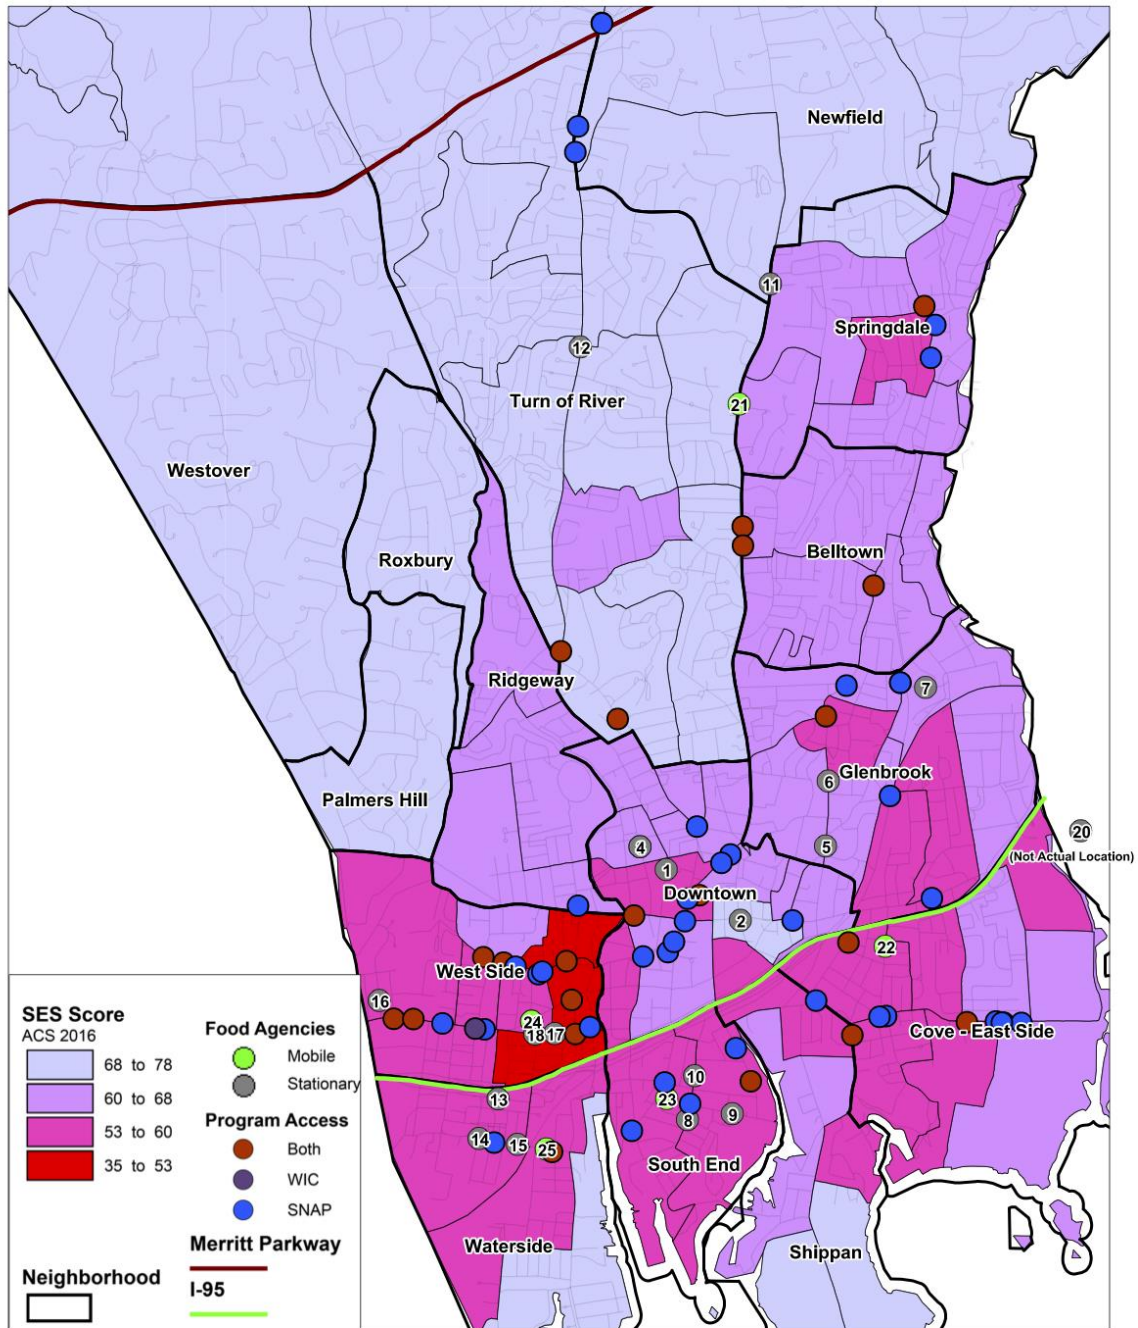 Newfield
11
Springdale
12
Turn of River
21
Westover
Belltown
Roxbury
Ridgeway
7
Glenbrook
6
Palmers Hill
20
(Not Actual Location)
4
5
1
Downtown
2
22
West Side
16
24
18
17
Cove - East Side
10
13
23
9
8
14
15
25
South End
Waterside
Shippan
SES Score
ACS 2016
68 to 78
60 to 68
53 to 60
35 to 53
Neighborhood
Food Agencies
Mobile
Stationary
Program Access
Both
WIC
SNAP
Merritt Parkway
I-95